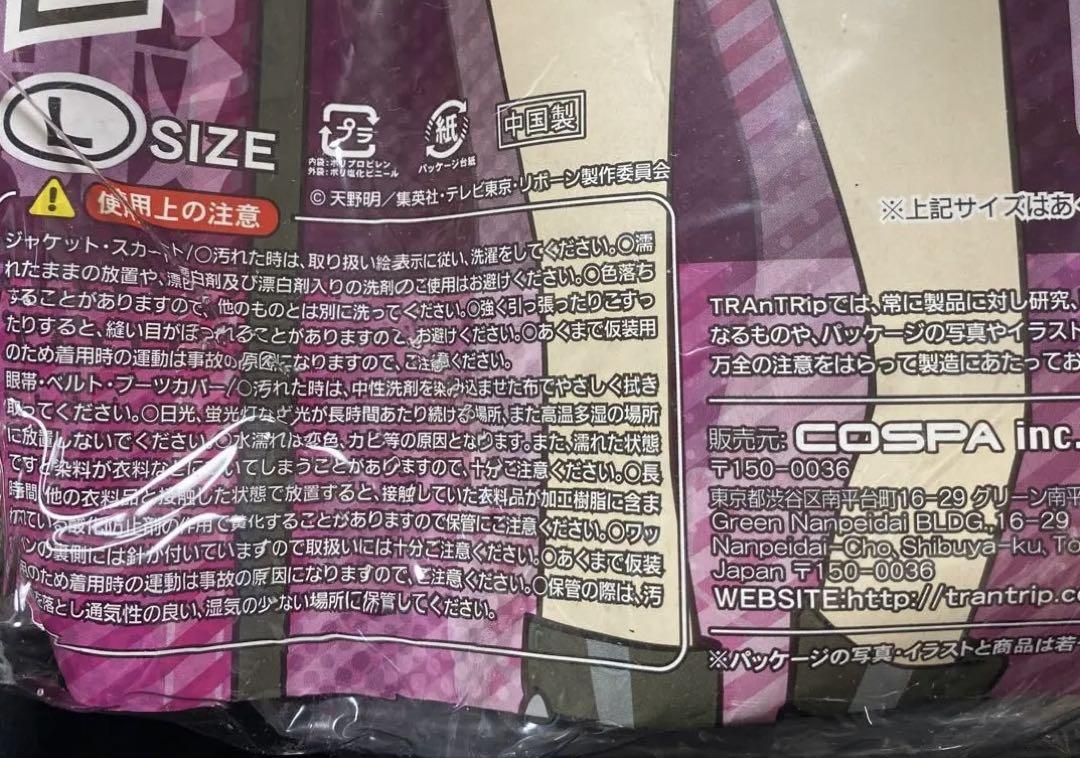 L SIZE
プラ
内袋:ポリプロピレン
外袋:ポリ塩化ビニール
紙
パッケージ台紙
中国製
© 天野明/集英社・テレビ東京・リボーン製作委員会
使用上の注意
ジャケット・スカート/○汚れた時は、取り扱い絵表示に従い、洗濯をしてください。○濡
れたままの放置や、漂白剤及び漂白剤入りの洗剤のご使用はお避けください。○色落ち
することがありますので、他のものとは別に洗ってください。○強く引っ張ったりこすっ
たりすると、縫い目がほつれることがありますので、お避けください。○あくまで仮装用
のため着用時の運動は事故の原因になりますので、ご注意ください。
眼帯・ベルト・ブーツカバー/○汚れた時は、中性洗剤を染み込ませた布でやさしく拭き
取ってください。○日光、蛍光灯など光が長時間あたり続ける場所、また高温多湿の場所
に放置しないでください。○水濡れは変色、カビ等の原因となります。また、濡れた状態
ですと染料が衣料などについてしまうことがありますので、十分ご注意ください。○長
時間、他の衣料品と接触した状態で放置すると、接触していた衣料品が加工樹脂に含ま
れている酸化防止剤の作用で黄化することがありますので保管にご注意ください。○ワッ
ペンの裏側には針が付いていますので取扱いには十分ご注意ください。○あくまで仮装
用のため着用時の運動は事故の原因になりますので、ご注意ください。○保管の際は、汚
を落とし通気性の良い、湿気の少ない場所に保管してください。
※上記サイズはあく
TRAnTRipでは、常に製品に対し研究、
なるものや、パッケージの写真やイラスト
万全の注意をはらって製造にあたってお
販売元: COSPA inc.
〒150-0036
東京都渋谷区南平台町16-29 グリーン南平
Green Nanpeidai BLDG.,16-29
Nanpeidai-Cho, Shibuya-ku, To
Japan 〒150-0036
WEBSITE:http://trantrip.co
※パッケージの写真・イラストと商品は若